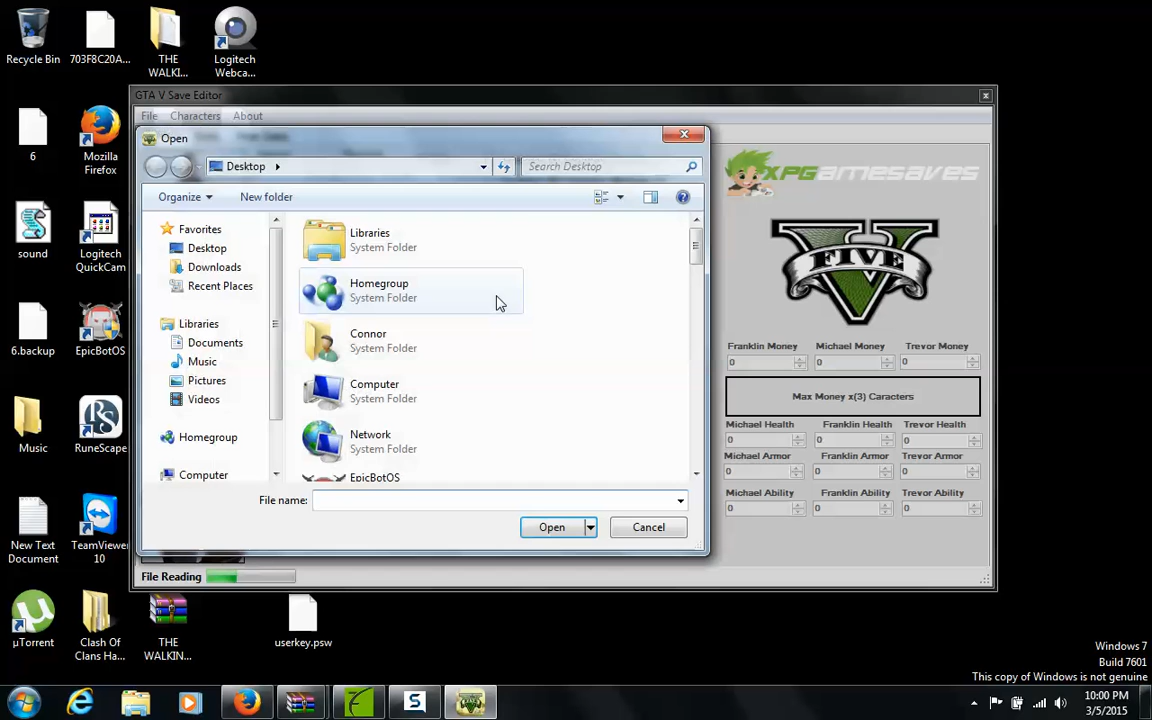 Recycle Bin
703F8C20A...
THE
WALKI...
Logitech
Webca...
6
Mozilla
Firefox
sound
Logitech
QuickCam
6.backup
EpicBotOS
Music
RuneScape
New Text
Document
TeamViewer
10
µTorrent
Clash Of
Clans Ha...
THE
WALKIN...
userkey.psw
GTA V Save Editor
File Characters About
Open
Desktop
Search Desktop
Organize
New folder
Favorites
Desktop
Downloads
Recent Places
Libraries
Documents
Music
Pictures
Videos
Homegroup
Computer
Libraries
System Folder
Homegroup
System Folder
Connor
System Folder
Computer
System Folder
Network
System Folder
EpicBotOS
File name:
Open
Cancel
XPGamesaves
FIVE
Franklin Money Michael Money Trevor Money
0 0 0
Max Money x(3) Caracters
Michael Health Franklin Health Trevor Health
0 0 0
Michael Armor Franklin Armor Trevor Armor
0 0 0
Michael Ability Franklin Ability Trevor Ability
0 0 0
File Reading
Windows 7
Build 7601
This copy of Windows is not genuine
10:00 PM
3/5/2015